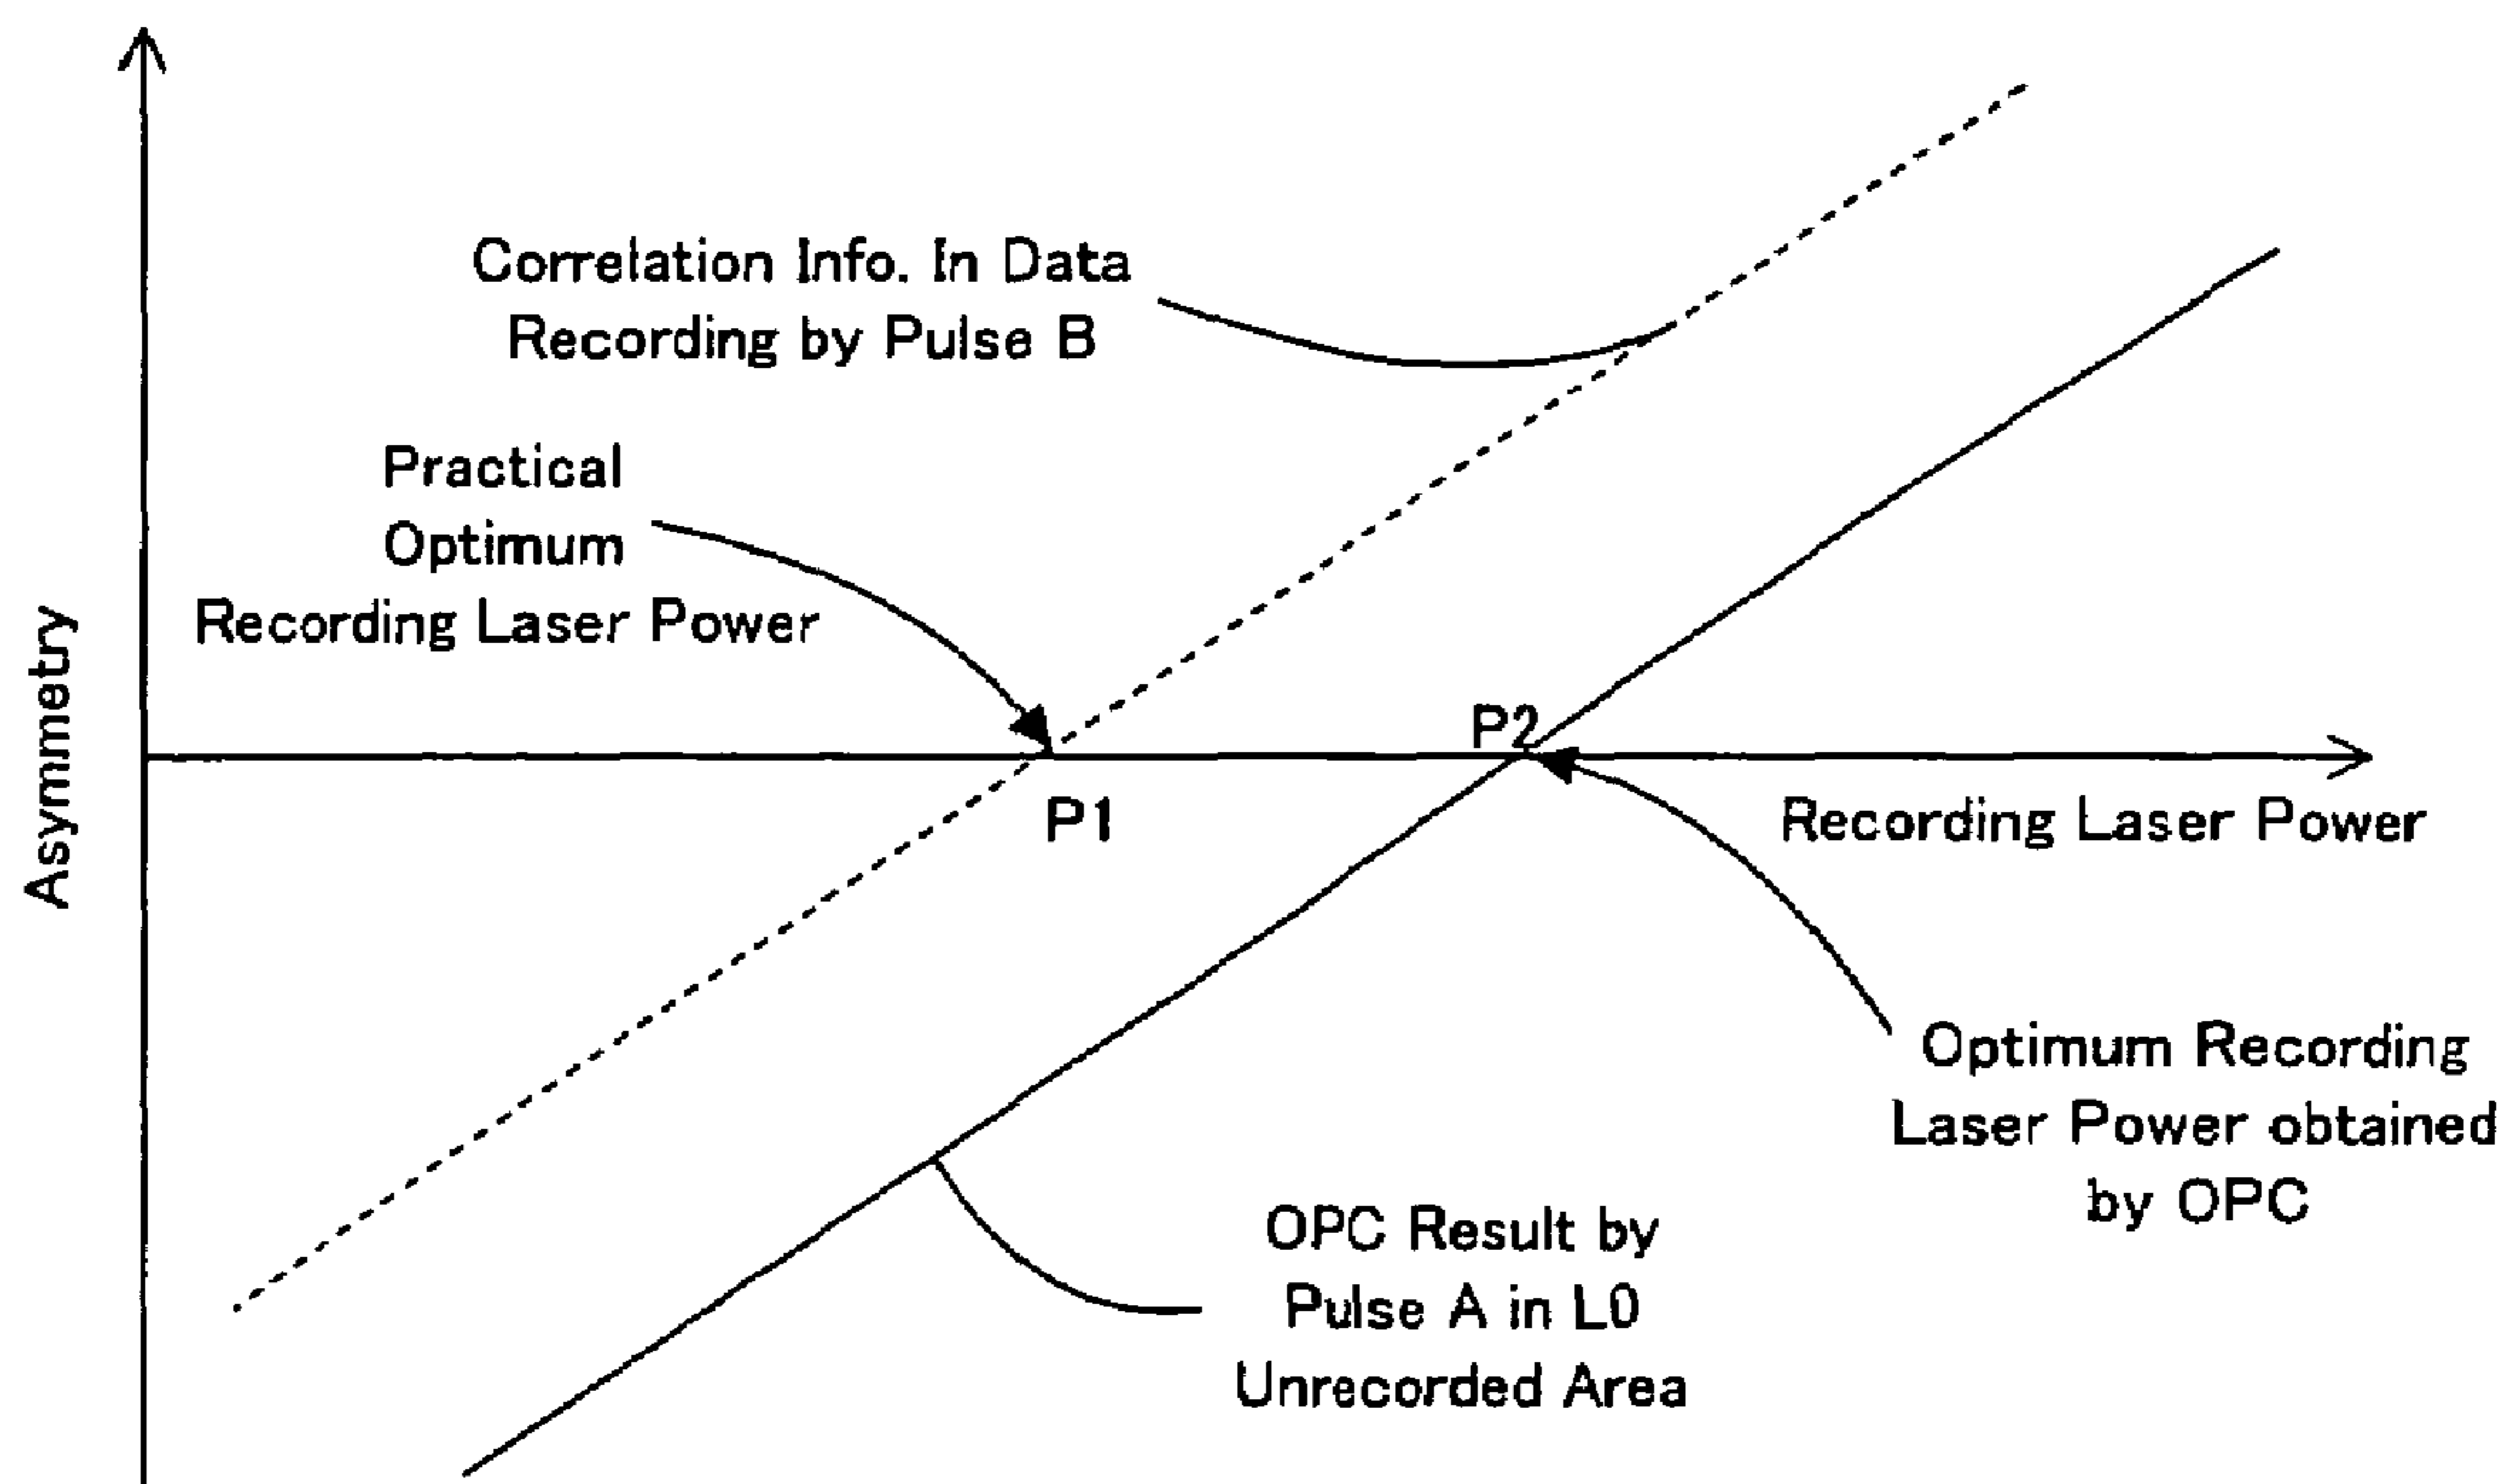 Correlation Info. In Data
Recording by Pulse B
Practical
Optimum
Recording Laser Power
Asymmetry
P2
P1
Recording Laser Power
Optimum Recording
Laser Power obtained
by OPC
OPC Result by
Pulse A in L0
Unrecorded Area